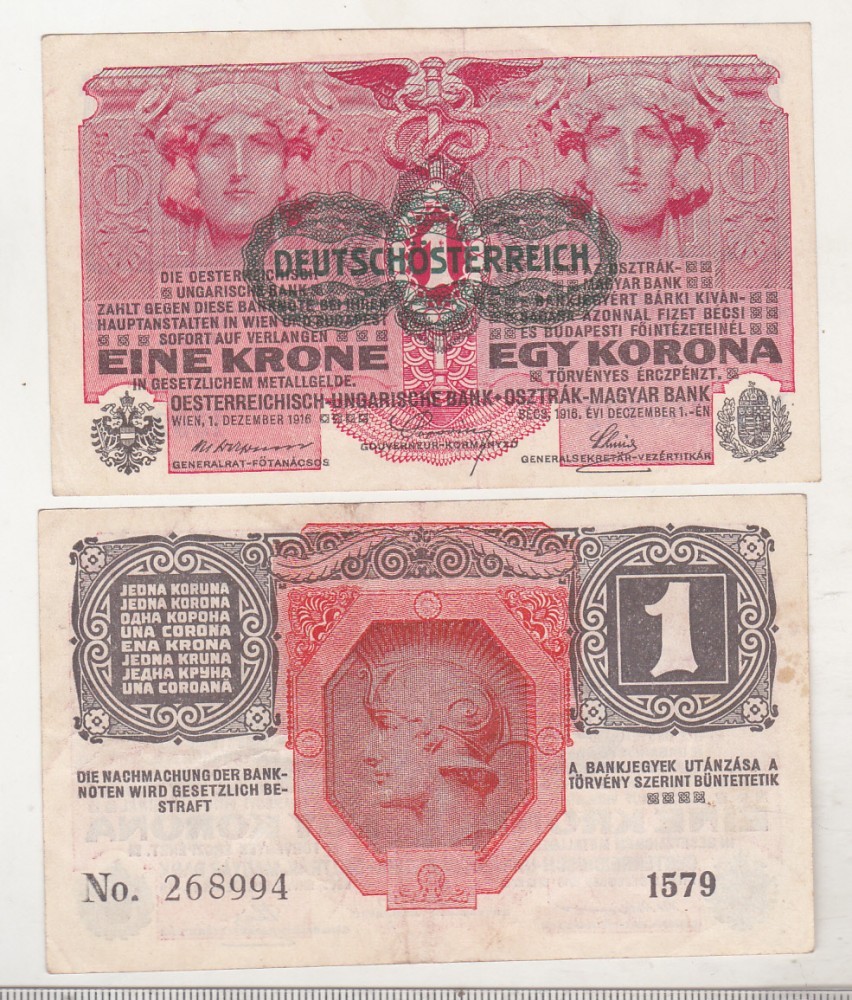 DEUTSCHÖSTERREICH
DIE OESTERREICHISCH-
UNGARISCHE BANK
ZAHLT GEGEN DIESE BANKNOTE BEI IHREN
HAUPTANSTALTEN IN WIEN UND BUDAPEST
SOFORT AUF VERLANGEN
EINE KRONE
IN GESETZLICHEM METALLGELDE.
AZ OSZTRÁK-
MAGYAR BANK
E BANKJEGYÉRT BÁRKI KIVÁN-
SÁGÁRA AZONNAL FIZET BÉCSI
ÉS BUDAPESTI FŐINTÉZETEINÉL
EGY KORONA
TÖRVÉNYES ÉRCZPÉNZT.
OESTERREICHISCH-UNGARISCHE BANK • OSZTRÁK-MAGYAR BANK
WIEN, 1. DEZEMBER 1916
BÉCS, 1916. ÉVI DECZEMBER 1.-ÉN
GENERALRAT-FŐTANÁCSOS
GOUVERNEUR-KORMÁNYZÓ
GENERALSEKRETÄR-VEZÉRTITKÁR
1
1
1
JEDNA KORUNA
JEDNA KORONA
ОДНА КОРОНА
UNA CORONA
ENA KRONA
JEDNA KRUNA
ЈЕДНА КРУНА
UNA COROANĂ
1
DIE NACHMACHUNG DER BANK-
NOTEN WIRD GESETZLICH BE-
STRAFT
A BANKJEGYEK UTÁNZÁSA A
TÖRVÉNY SZERINT BÜNTETTETIK
No. 268994
1579